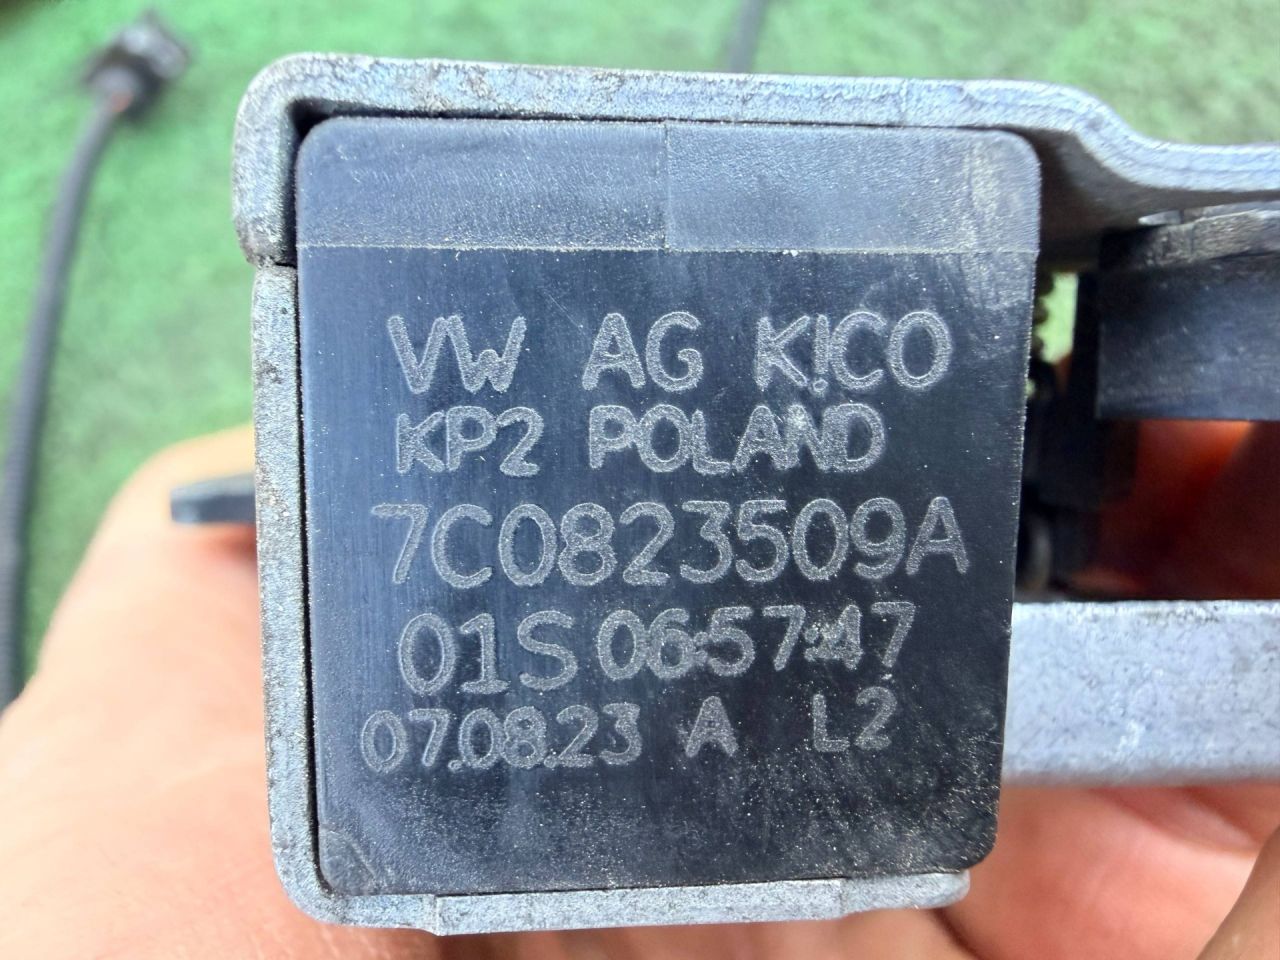 VW AG K!CO
KP2 POLAND
7C0823509A
01S 06:57:47
07.08.23 A L2